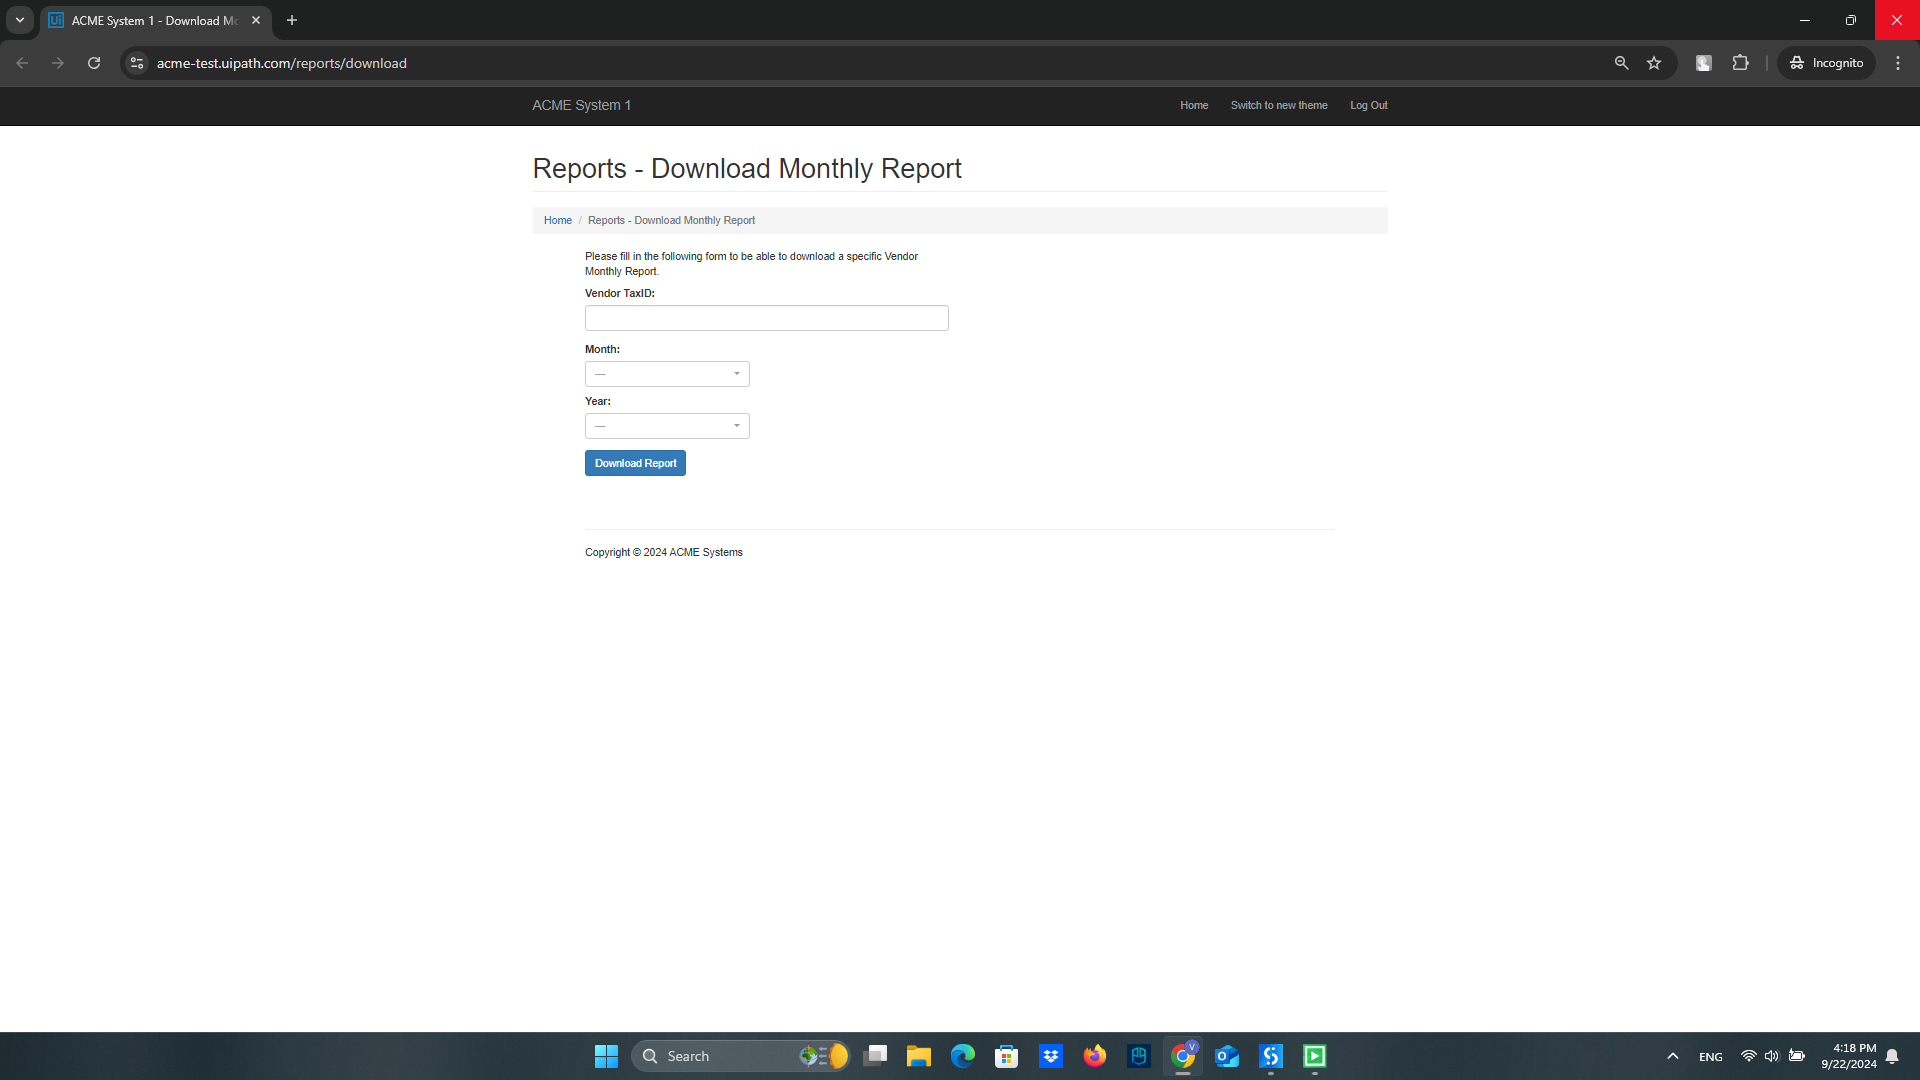 ACME System 1 - Download Mo
acme-test.uipath.com/reports/download
Incognito
ACME System 1
Home
Switch to new theme
Log Out
Reports - Download Monthly Report
Home / Reports - Download Monthly Report
Please fill in the following form to be able to download a specific Vendor
Monthly Report.
Vendor TaxID:
Month:
---
Year:
---
Download Report
Copyright © 2024 ACME Systems
Search
ENG
4:18 PM
9/22/2024